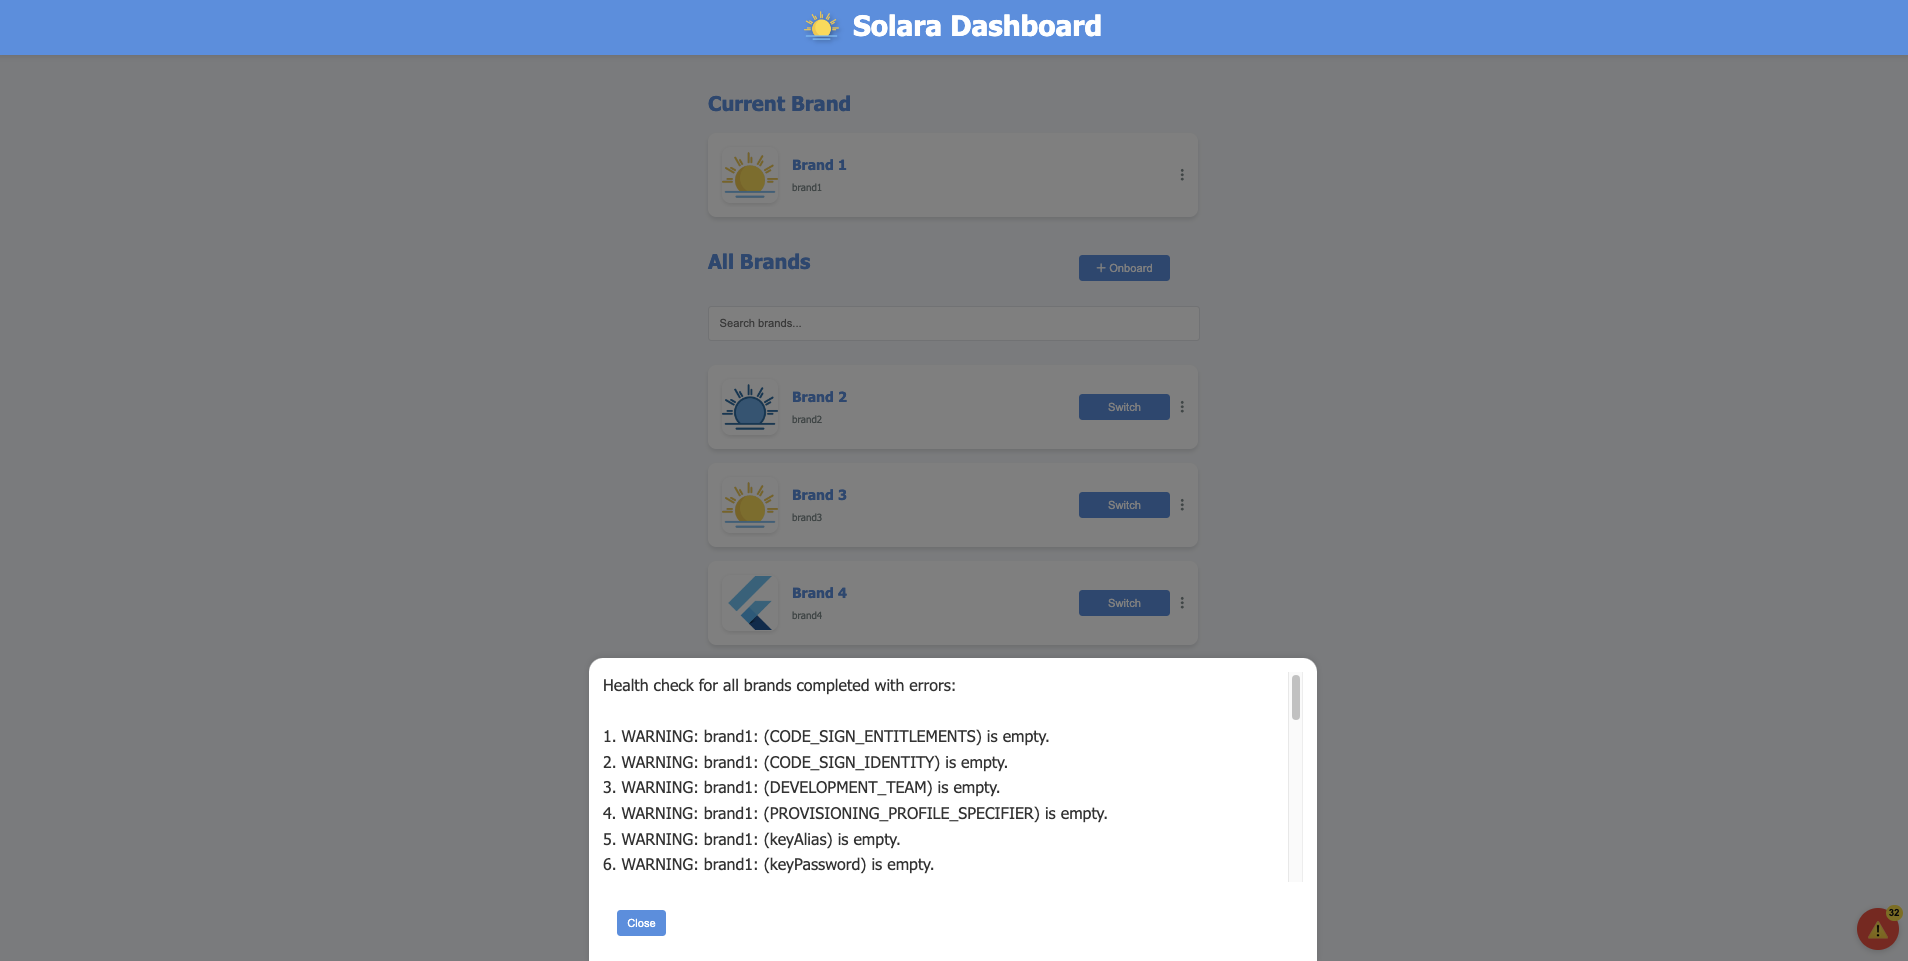 Solara Dashboard
Current Brand
Brand 1
brand1
All Brands
+ Onboard
Search brands...
Brand 2
brand2
Switch
Brand 3
brand3
Switch
Brand 4
brand4
Switch
Health check for all brands completed with errors:
1. WARNING: brand1: (CODE_SIGN_ENTITLEMENTS) is empty.
2. WARNING: brand1: (CODE_SIGN_IDENTITY) is empty.
3. WARNING: brand1: (DEVELOPMENT_TEAM) is empty.
4. WARNING: brand1: (PROVISIONING_PROFILE_SPECIFIER) is empty.
5. WARNING: brand1: (keyAlias) is empty.
6. WARNING: brand1: (keyPassword) is empty.
Close
32